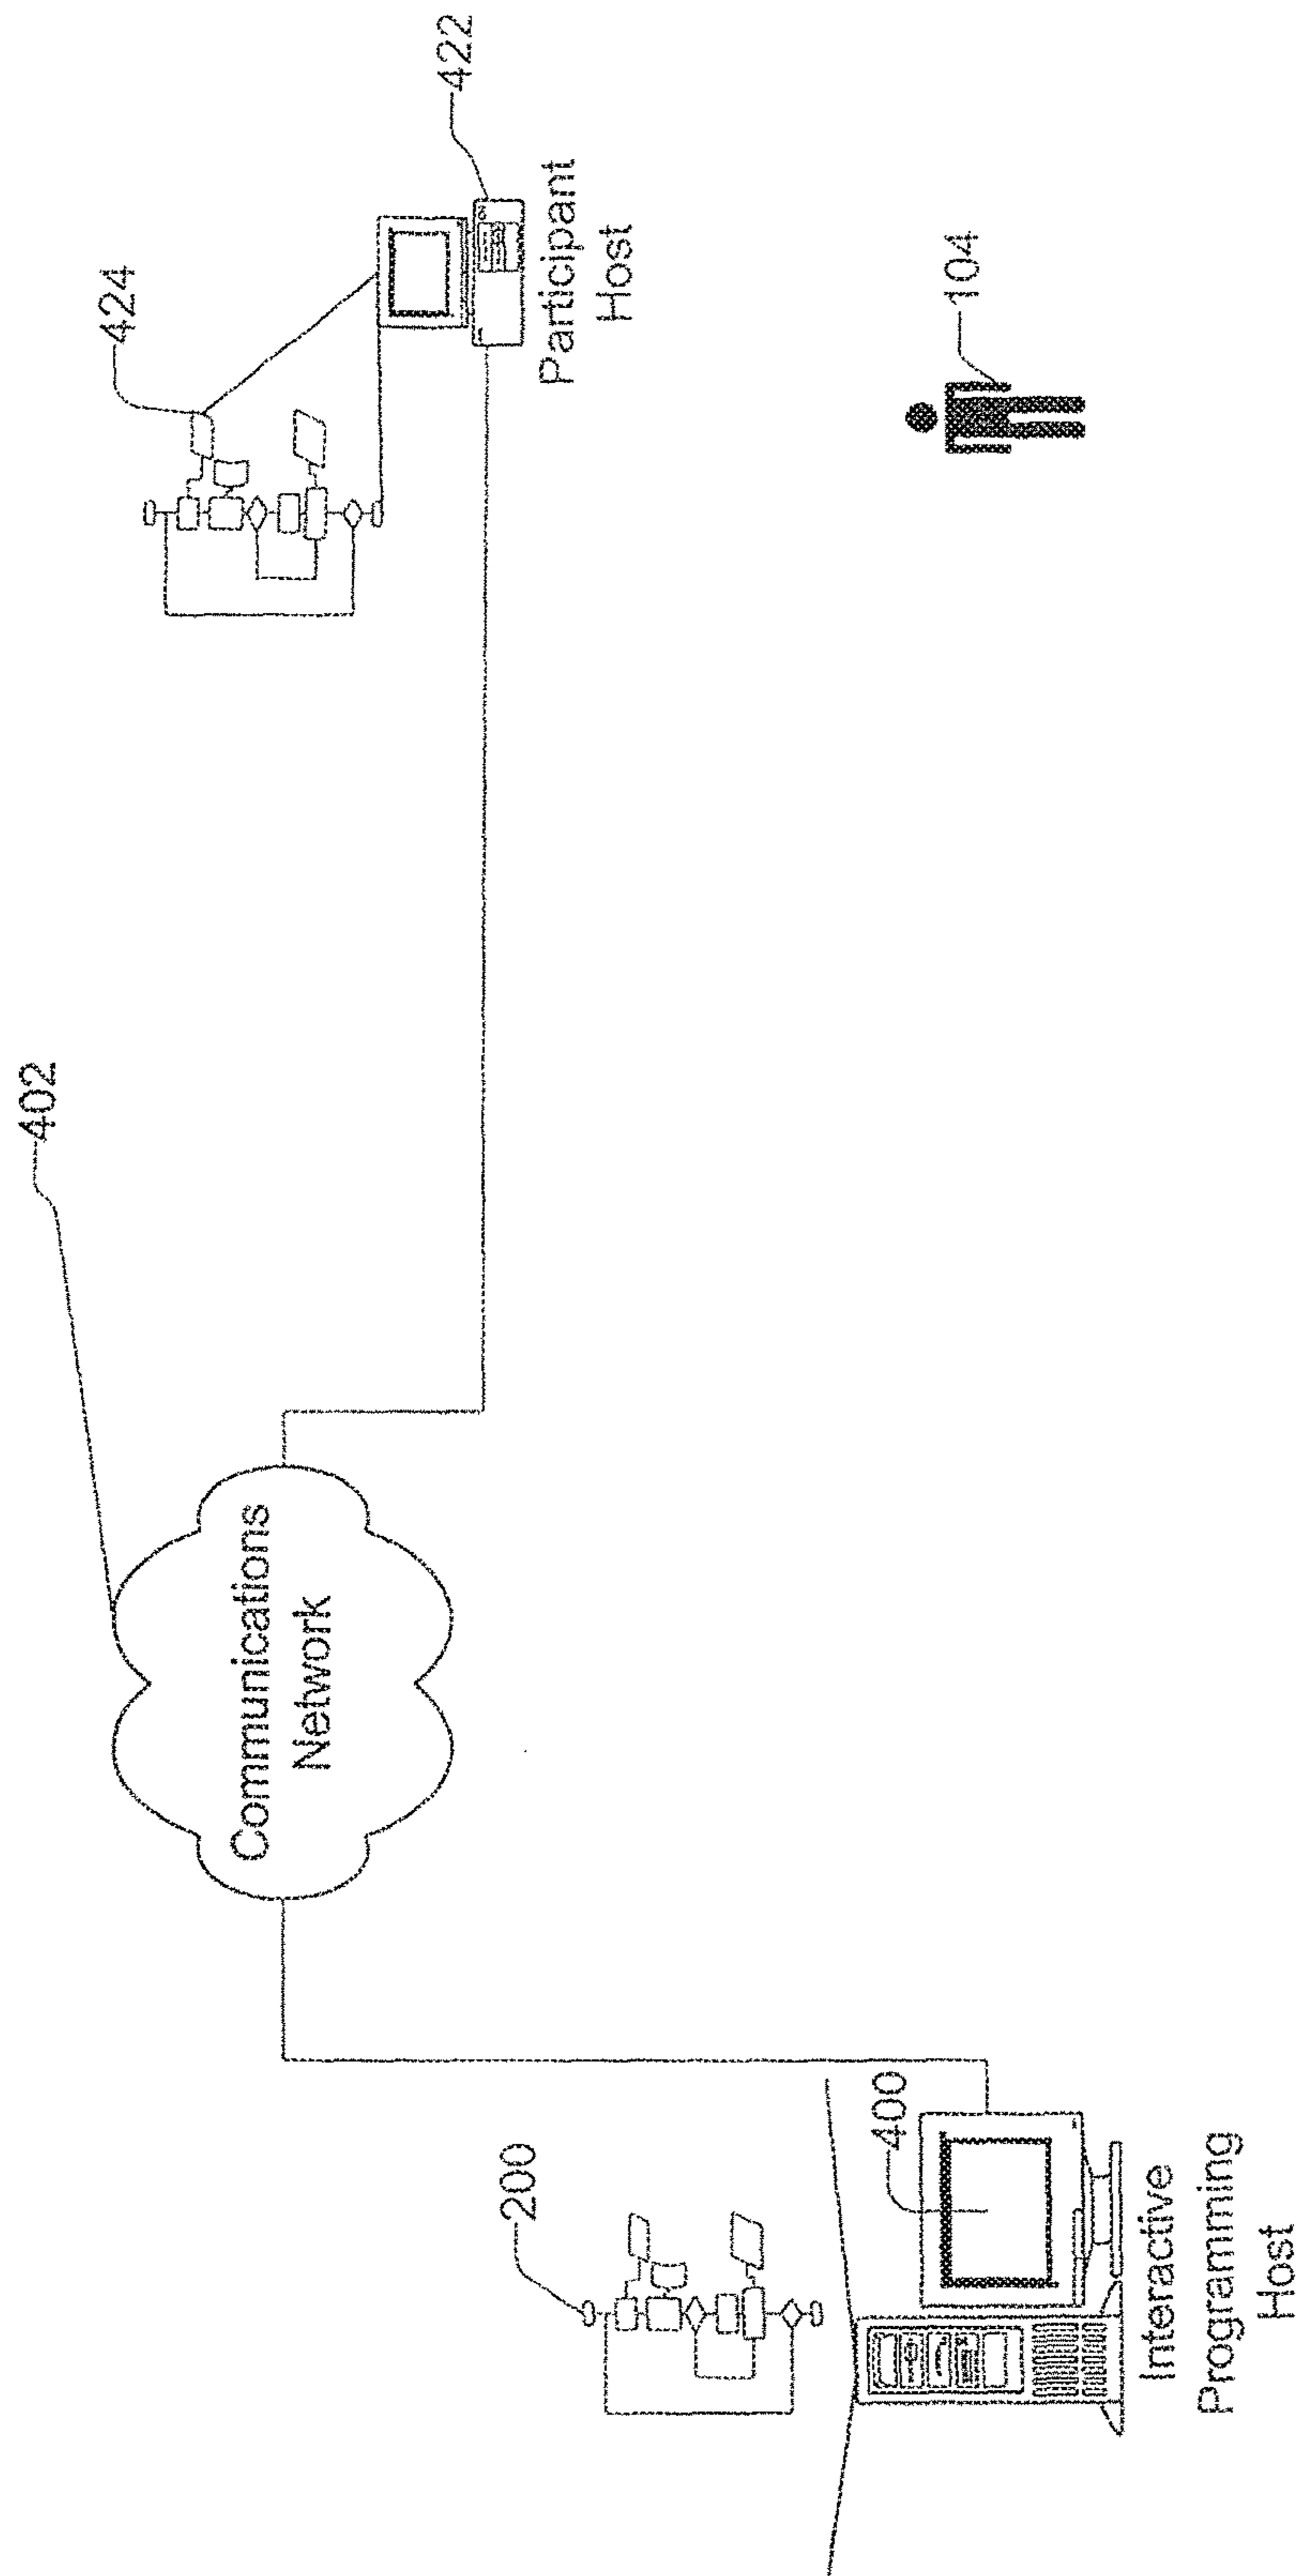 402
424
422
Participant
Host
Communications
Network
104
200
400
Interactive
Programming
Host